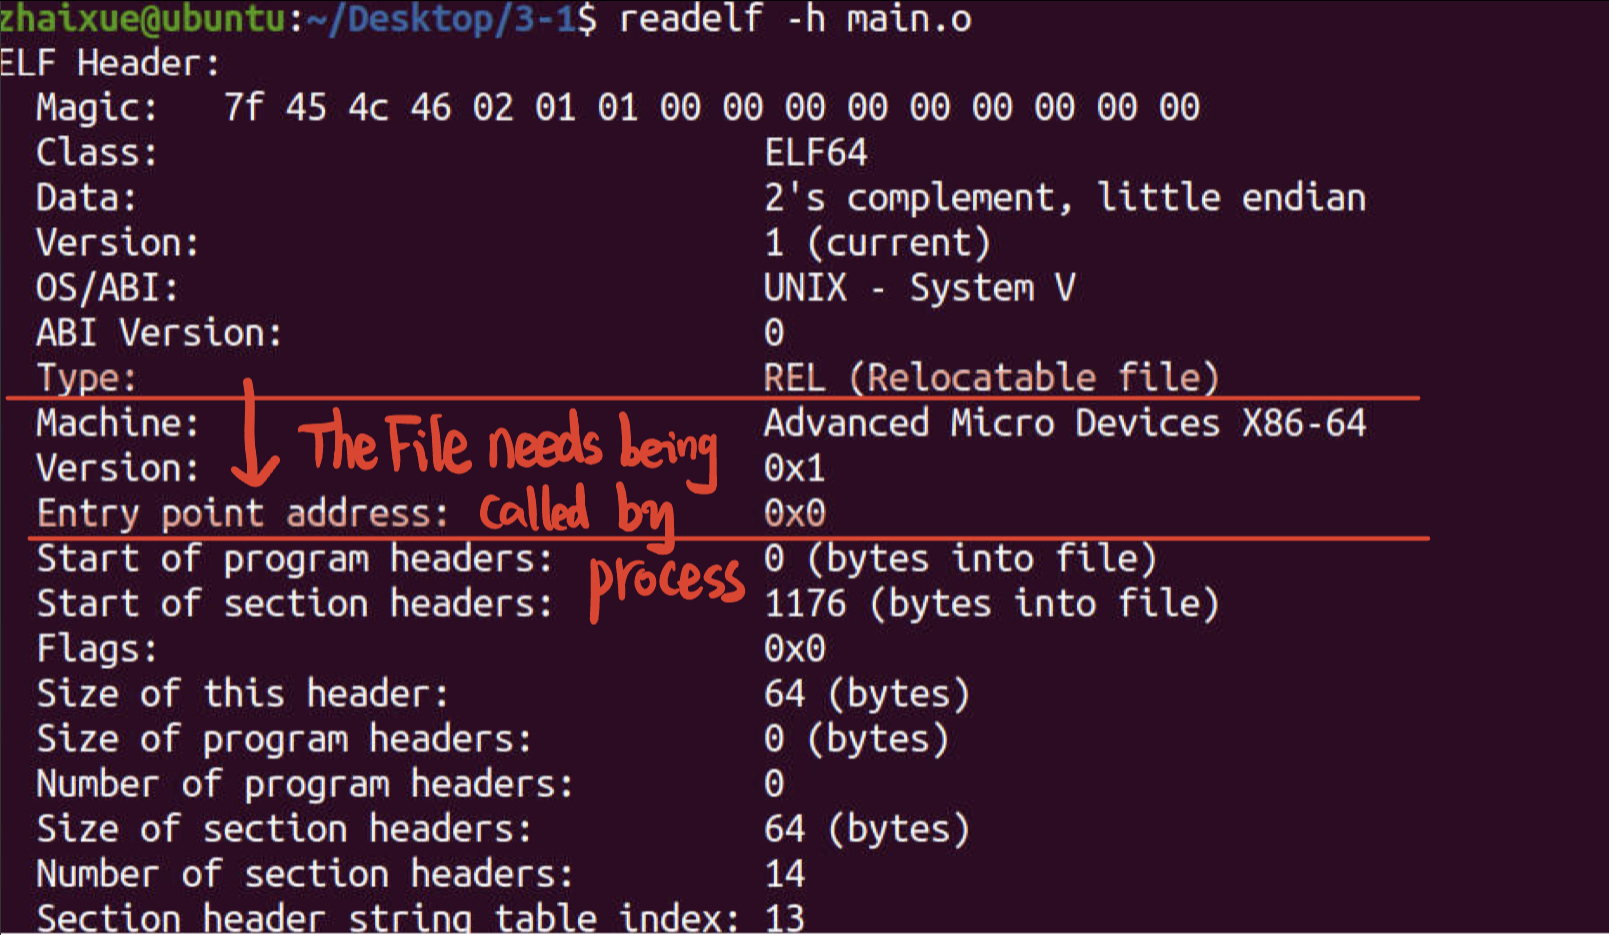 zhaixue@ubuntu:~/Desktop/3-1$ readelf -h main.o
ELF Header:
Magic: 7f 45 4c 46 02 01 01 00 00 00 00 00 00 00 00 00
Class: ELF64
Data: 2's complement, little endian
Version: 1 (current)
OS/ABI: UNIX - System V
ABI Version: 0
Type: REL (Relocatable file)
Machine: Advanced Micro Devices X86-64
The File needs being
Version: 0x1
Entry point address: 0x0
called by
Start of program headers: 0 (bytes into file)
process
Start of section headers: 1176 (bytes into file)
Flags: 0x0
Size of this header: 64 (bytes)
Size of program headers: 0 (bytes)
Number of program headers: 0
Size of section headers: 64 (bytes)
Number of section headers: 14
Section header string table index: 13